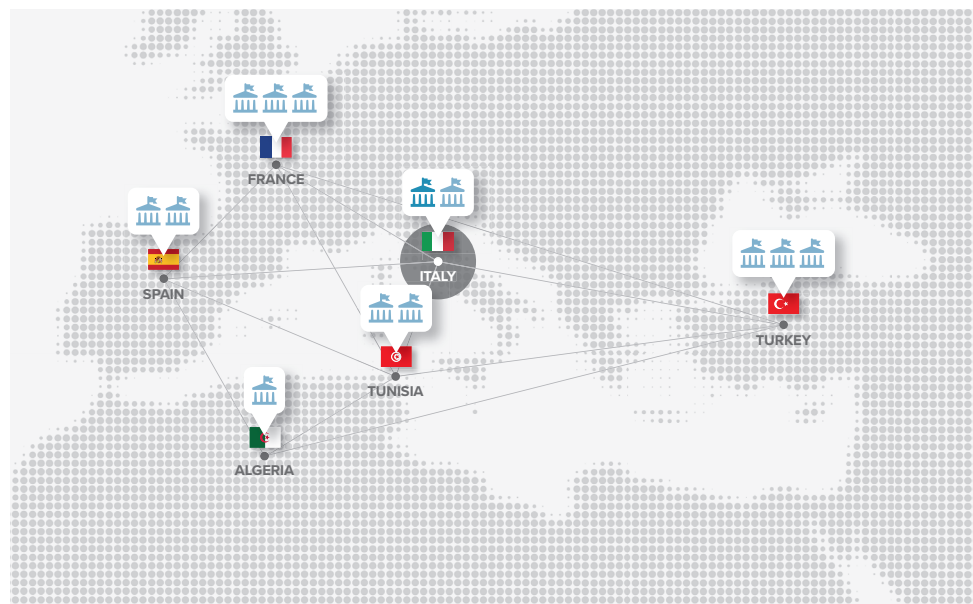 FRANCE
ITALY
SPAIN
TURKEY
TUNISIA
ALGERIA